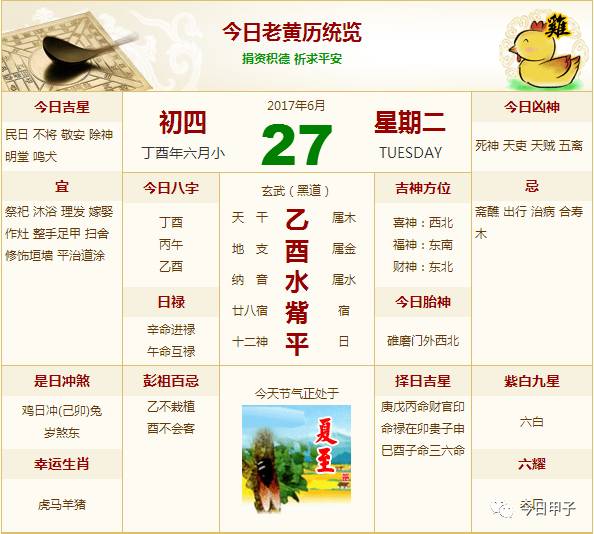 今日老黄历统览
捐资积德 祈求平安
雞
今日吉星
民日 不将 敬安 除神
明堂 鸣犬
初四
丁酉年六月小
2017年6月
27
星期二
TUESDAY
今日凶神
死神 天吏 天贼 五离
宜
祭祀 沐浴 理发 嫁娶
作灶 整手足甲 扫舍
修饰垣墙 平治道涂
今日八字
丁酉
丙午
乙酉
日禄
辛命进禄
午命互禄
玄武（黑道）
天 干 乙 属木
地 支 酉 属金
纳 音 水 属水
廿八宿 觜 宿
十二神 平 日
吉神方位
喜神：西北
福神：东南
财神：东北
今日胎神
碓磨门外西北
忌
斋醮 出行 治病 合寿
木
是日冲煞
鸡日冲(己卯)兔
岁煞东
幸运生肖
虎马羊猪
彭祖百忌
乙不栽植
酉不会客
今天节气正处于
夏至
择日吉星
庚戊丙命财官印
命禄在卯贵子申
巳酉子命三六命
紫白九星
六白
六耀
今日甲子